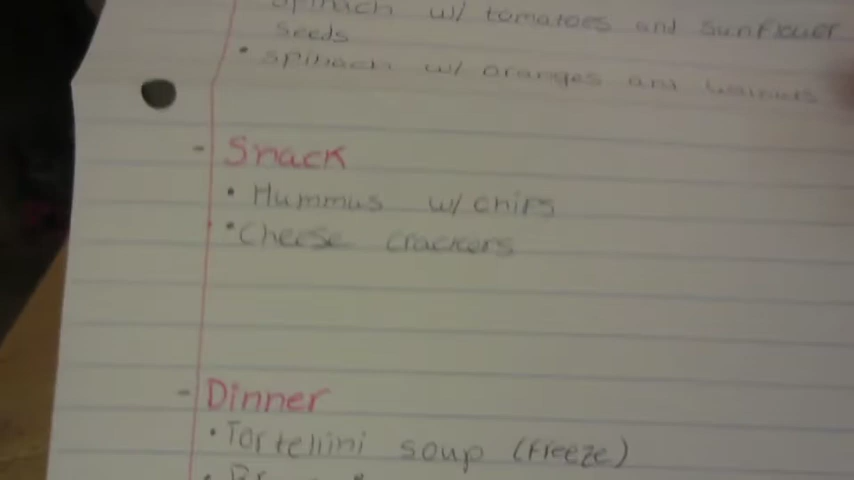 spinach w/ tomatoes and sunflower
seeds
• spinach w/ oranges and walnuts
- Snack
• Hummus w/ chips
• Cheese crackers
- Dinner
• Tortellini soup (freeze)